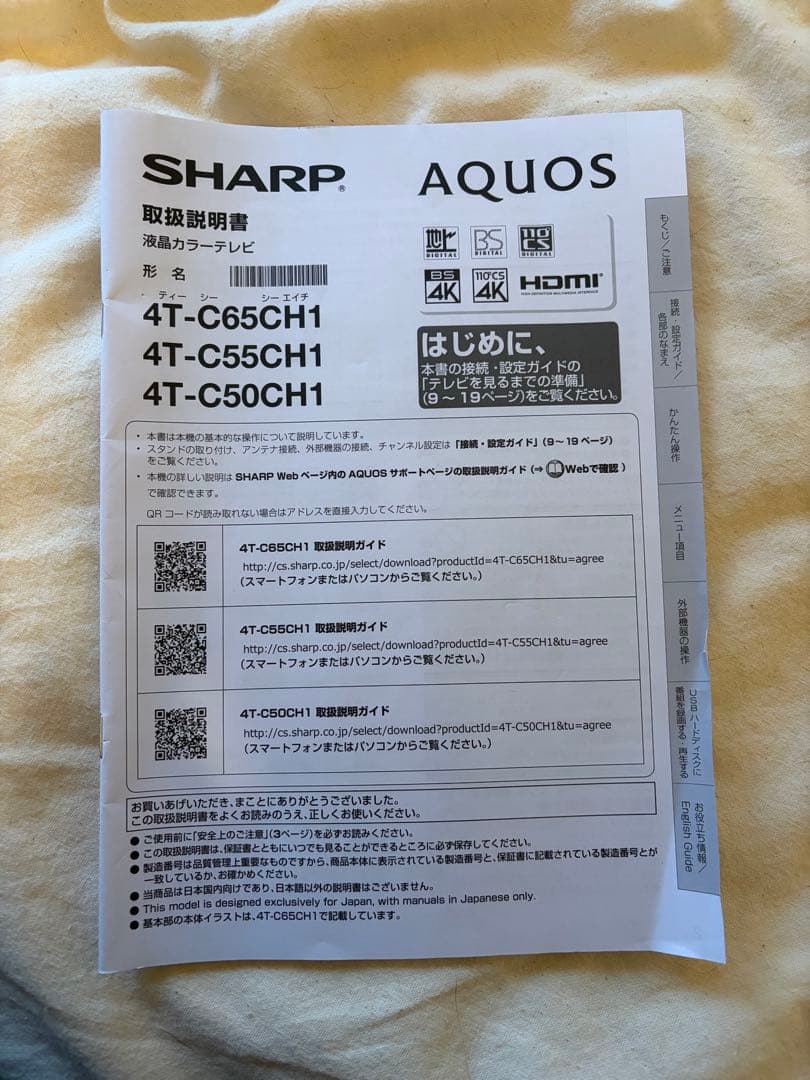 SHARP®
AQUOS
取扱説明書
液晶カラーテレビ
形 名
ティー シー シーエイチ
4T-C65CH1
4T-C55CH1
4T-C50CH1
地上 DIGITAL
BS DIGITAL
110°CS DIGITAL
BS 4K
110°CS 4K
HDMI®
HIGH-DEFINITION MULTIMEDIA INTERFACE
はじめに、
本書の接続・設定ガイドの
「テレビを見るまでの準備」
(9 ~ 19ページ)をご覧ください。
・ 本書は本機の基本的な操作について説明しています。
・ スタンドの取り付け、アンテナ接続、外部機器の接続、チャンネル設定は「接続・設定ガイド」(9~19 ページ)
をご覧ください。
・ 本機の詳しい説明は SHARP Web ページ内の AQUOS サポートページの取扱説明ガイド (⇒ Webで確認 )
で確認できます。
QR コードが読み取れない場合はアドレスを直接入力してください。
4T-C65CH1 取扱説明ガイド
http://cs.sharp.co.jp/select/download?productId=4T-C65CH1&tu=agree
(スマートフォンまたはパソコンからご覧ください。)
4T-C55CH1 取扱説明ガイド
http://cs.sharp.co.jp/select/download?productId=4T-C55CH1&tu=agree
(スマートフォンまたはパソコンからご覧ください。)
4T-C50CH1 取扱説明ガイド
http://cs.sharp.co.jp/select/download?productId=4T-C50CH1&tu=agree
(スマートフォンまたはパソコンからご覧ください。)
お買いあげいただき、まことにありがとうございました。
この取扱説明書をよくお読みのうえ、正しくお使いください。
● ご使用前に「安全上のご注意」(3ページ)を必ずお読みください。
● この取扱説明書は、保証書とともにいつでも見ることができるところに必ず保存してください。
● 製造番号は品質管理上重要なものですから、商品本体に表示されている製造番号と、保証書に記載されている製造番号とが
一致しているか、お確かめください。
● 当商品は日本国内向けであり、日本語以外の説明書はございません。
● This model is designed exclusively for Japan, with manuals in Japanese only.
● 基本部の本体イラストは、4T-C65CH1で記載しています。
もくじ/ご注意
接続・設定ガイド/
各部のなまえ
かんたん操作
メニュー項目
外部機器の操作
USBハードディスクに
番組を録画する・再生する
お役立ち情報/
English Guide